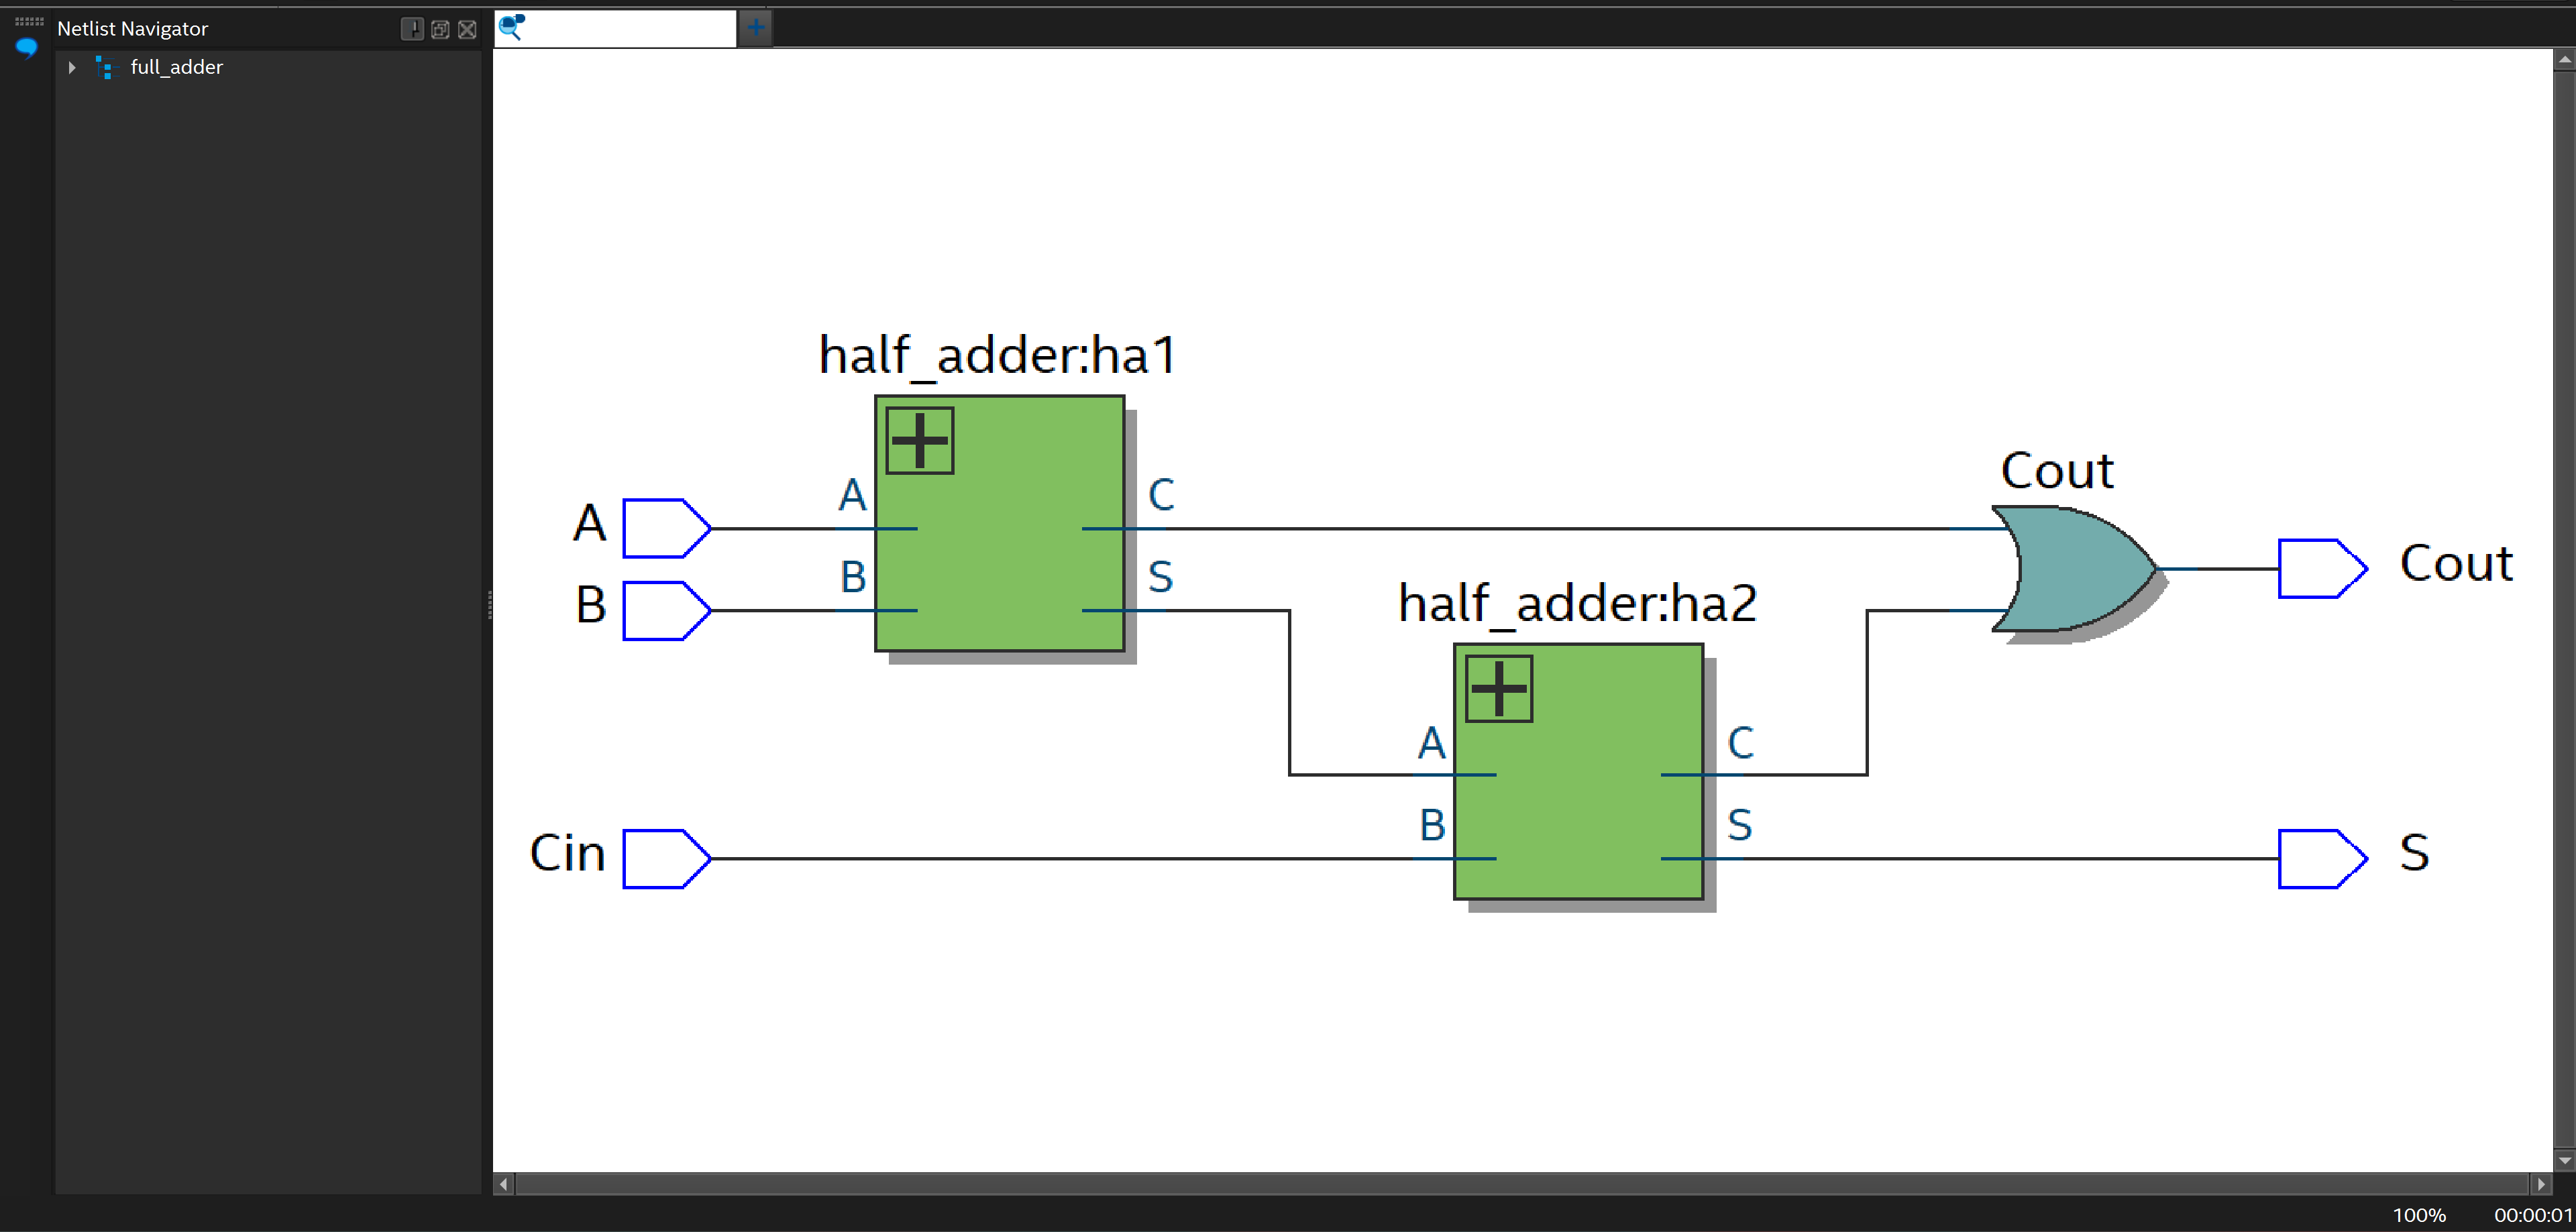 Netlist Navigator
full_adder
half_adder:ha1
A
A
C
B
B
S
Cout
Cout
half_adder:ha2
A
C
Cin
B
S
S
100% 00:00:01